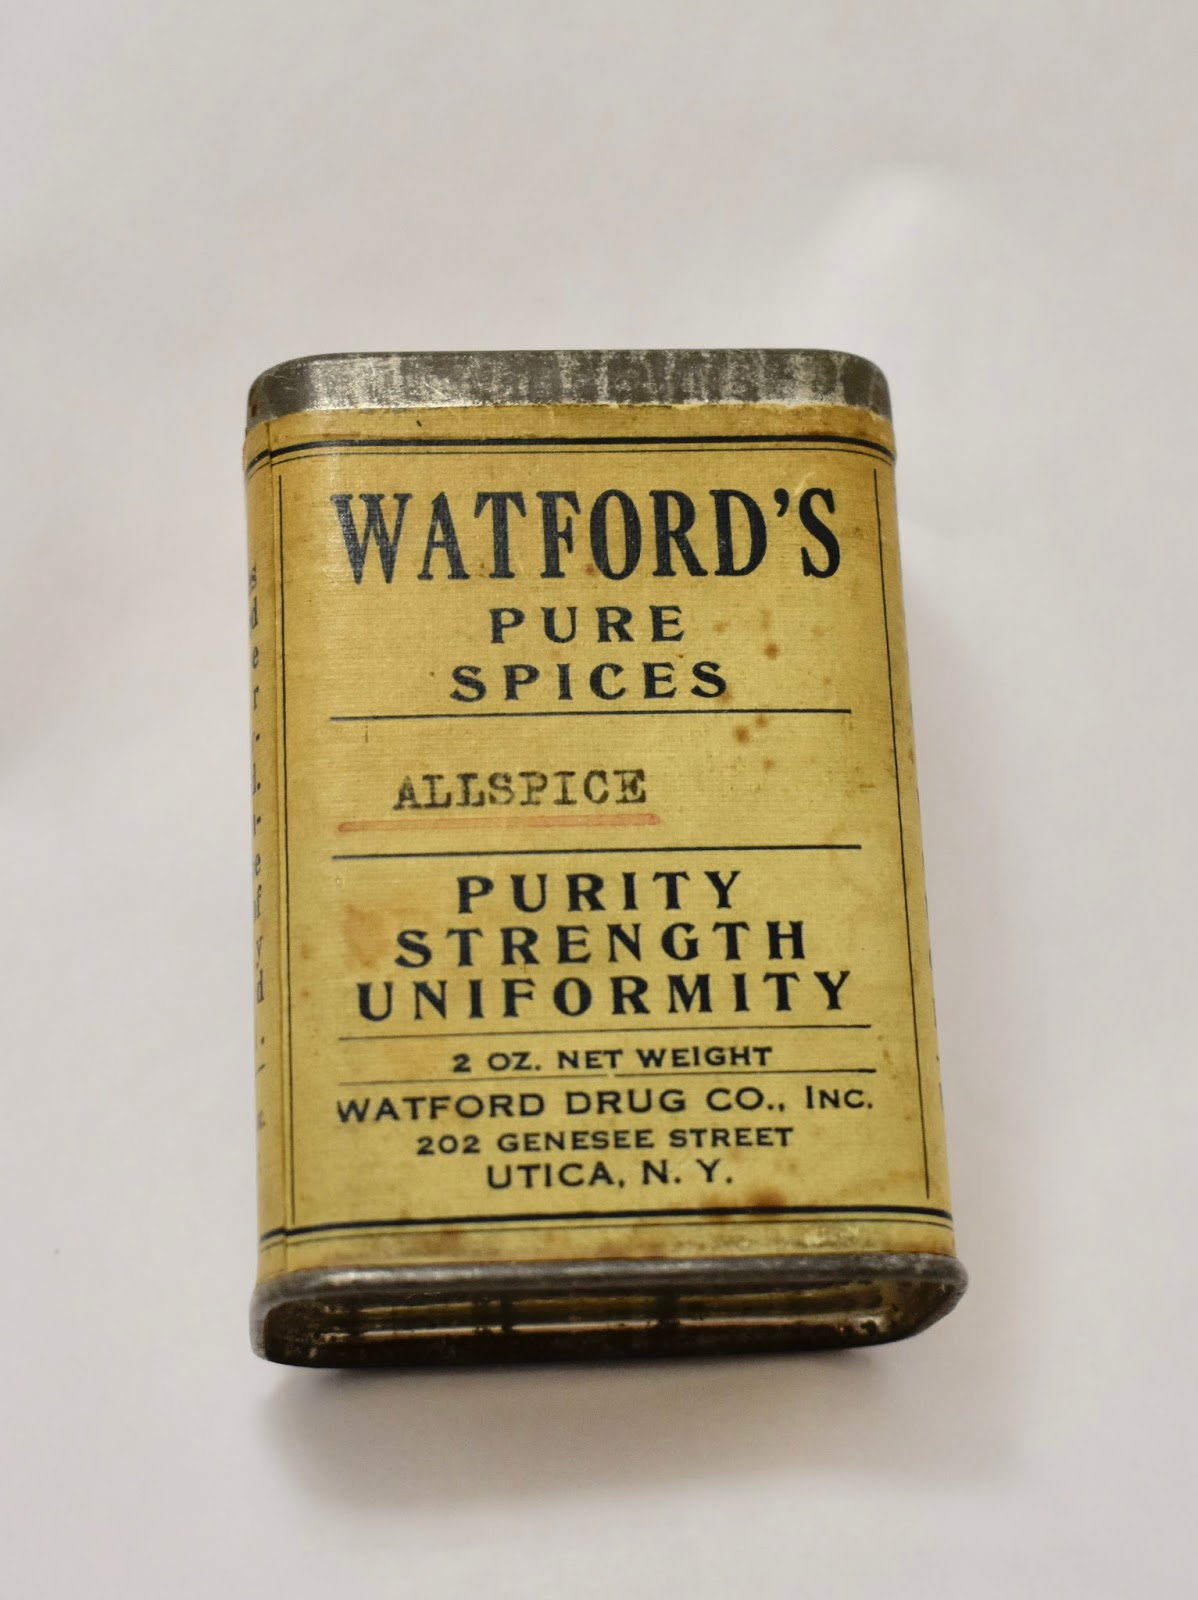 WATFORD'S
PURE
SPICES
ALLSPICE
PURITY
STRENGTH
UNIFORMITY
2 OZ. NET WEIGHT
WATFORD DRUG CO., INC.
202 GENESEE STREET
UTICA, N. Y.